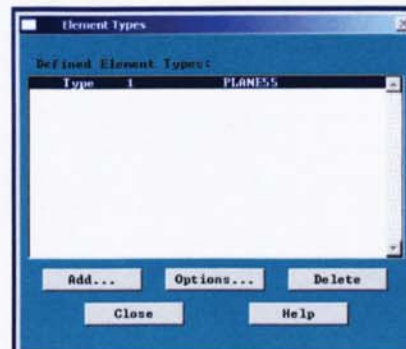 Element Types
Defined Element Types:
Type 1 PLANE55
Add... Options... Delete
Close Help